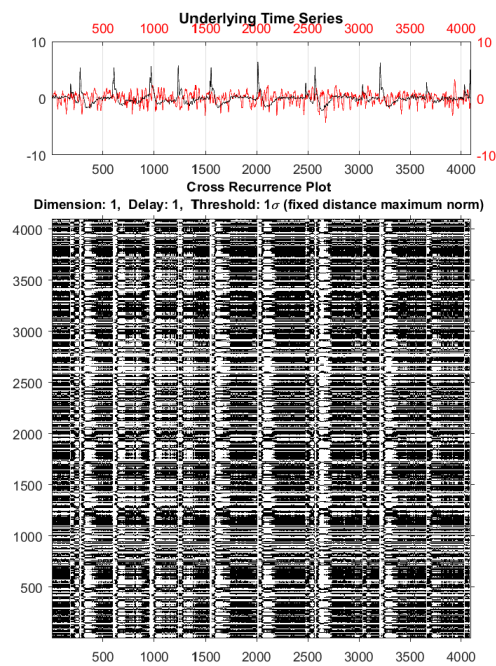 Underlying Time Series
500 1000 1500 2000 2500 3000 3500 4000
10 10
0 0
-10 -10
500 1000 1500 2000 2500 3000 3500 4000
Cross Recurrence Plot
Dimension: 1, Delay: 1, Threshold: 1σ (fixed distance maximum norm)
4000
3500
3000
2500
2000
1500
1000
500
500 1000 1500 2000 2500 3000 3500 4000